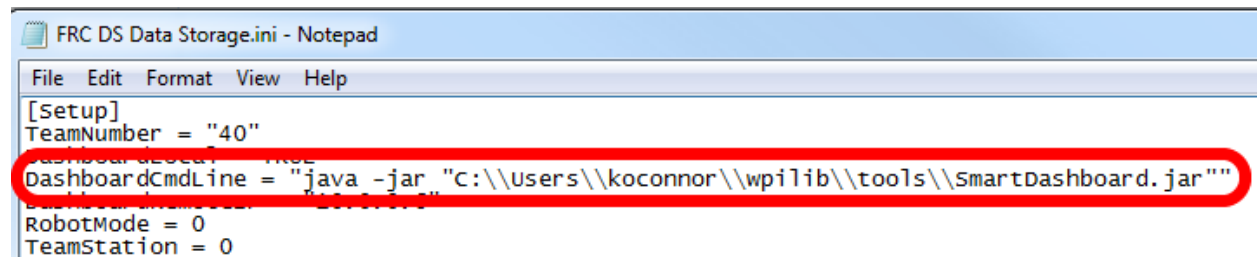 FRC DS Data Storage.ini - Notepad
File Edit Format View Help
[Setup]
TeamNumber = "40"
DashboardCmdLine = "java -jar "C:\\Users\\koconnor\\wpilib\\tools\\SmartDashboard.jar""
RobotMode = 0
TeamStation = 0